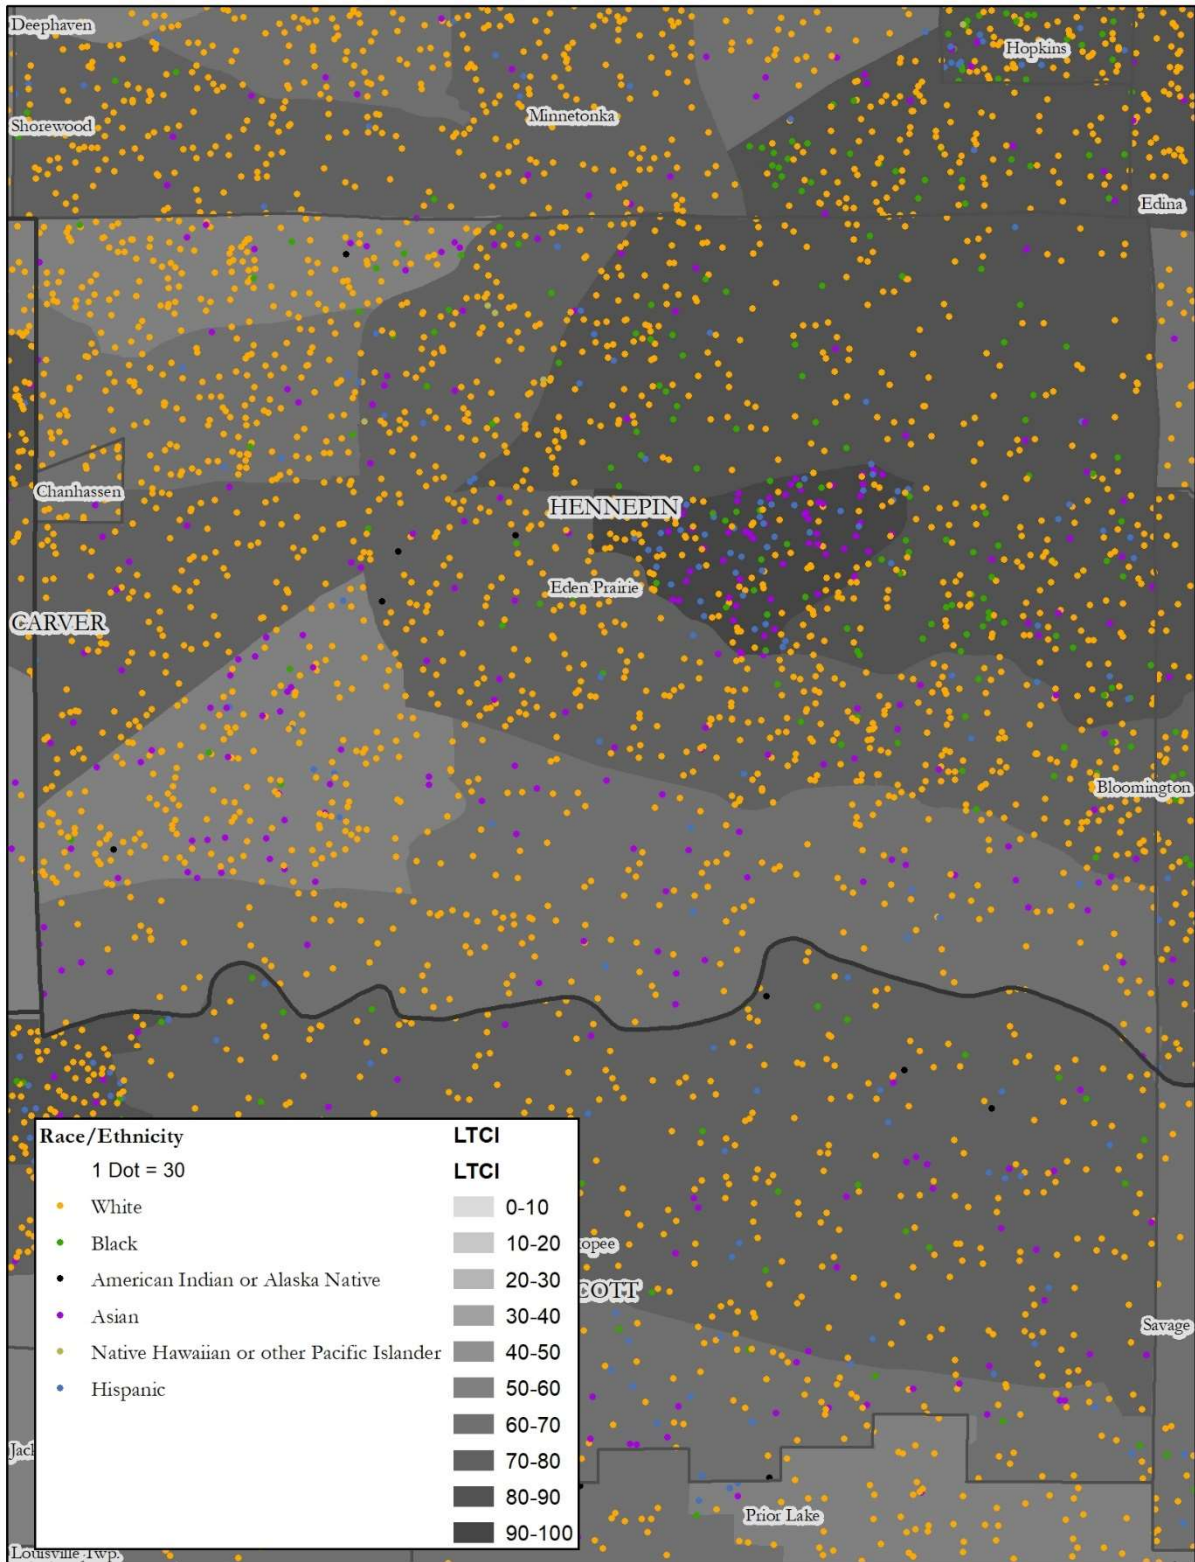 Deephaven
Hopkins
Minnetonka
Shorewood
Edina
Chanhassen
HENNEPIN
Eden Prairie
CARVER
Bloomington
Race/Ethnicity
1 Dot = 30
White
Black
American Indian or Alaska Native
Asian
Native Hawaiian or other Pacific Islander
Hispanic
LTCI
LTCI
0-10
10-20
20-30
30-40
40-50
50-60
60-70
70-80
80-90
90-100
opee
COTT
Savage
Jack
Prior Lake
Louisville Twp.